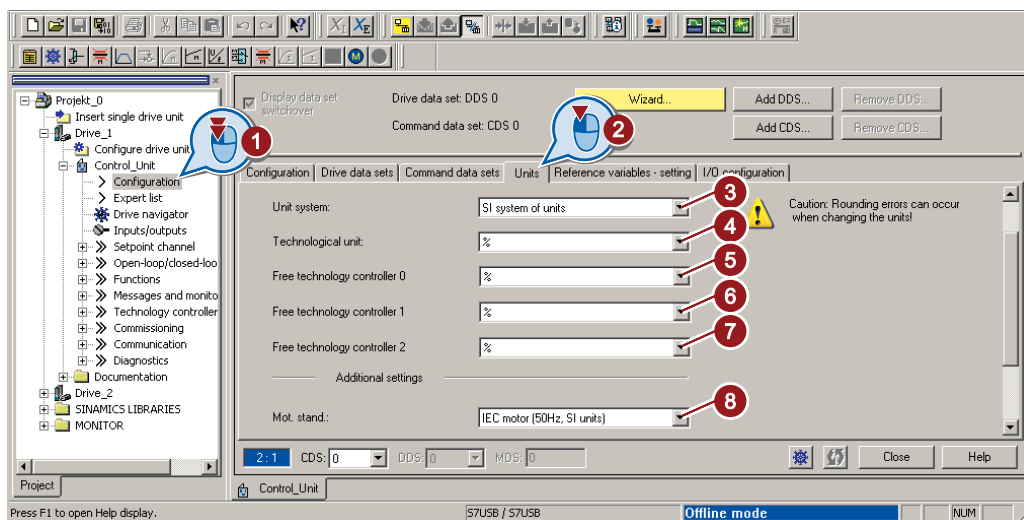 Display data set switchover
Drive data set: DDS 0
Wizard...
Add DDS...
Remove DDS...
Command data set: CDS 0
Add CDS...
Remove CDS...
Projekt_0
Insert single drive unit
Drive_1
Configure drive unit
Control_Unit
Configuration
Expert list
Drive navigator
Inputs/outputs
Setpoint channel
Open-loop/closed-loo
Functions
Messages and monito
Technology controller
Commissioning
Communication
Diagnostics
Documentation
Drive_2
SINAMICS LIBRARIES
MONITOR
Project
1
2
Configuration
Drive data sets
Command data sets
Units
Reference variables - setting
I/O configuration
Unit system:
SI system of units
3
Caution: Rounding errors can occur
when changing the units!
Technological unit:
%
4
Free technology controller 0
%
5
Free technology controller 1
%
6
Free technology controller 2
%
7
Additional settings
Mot. stand.:
IEC motor (50Hz, SI units)
8
2:1
CDS: 0
DDS: 0
MDS: 0
Close
Help
Control_Unit
Press F1 to open Help display.
S7USB / S7USB
Offline mode
NUM